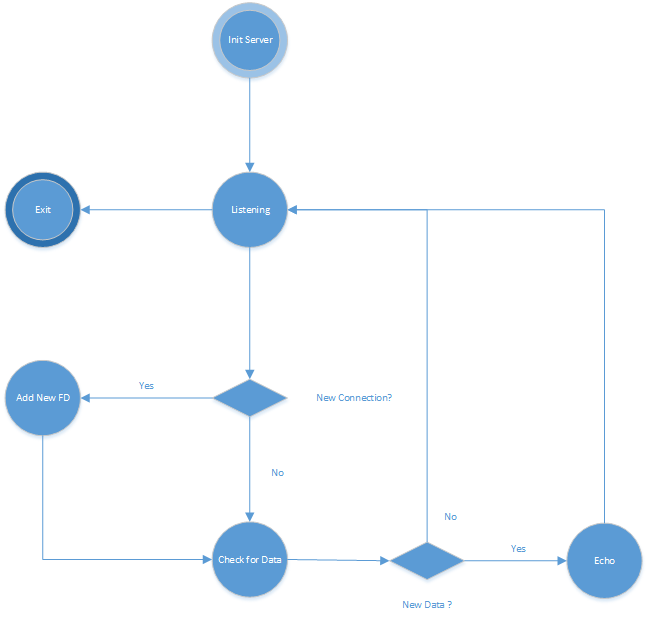 Init Server
Exit
Listening
Yes
Add New FD
New Connection?
No
No
Check for Data
Yes
Echo
New Data ?